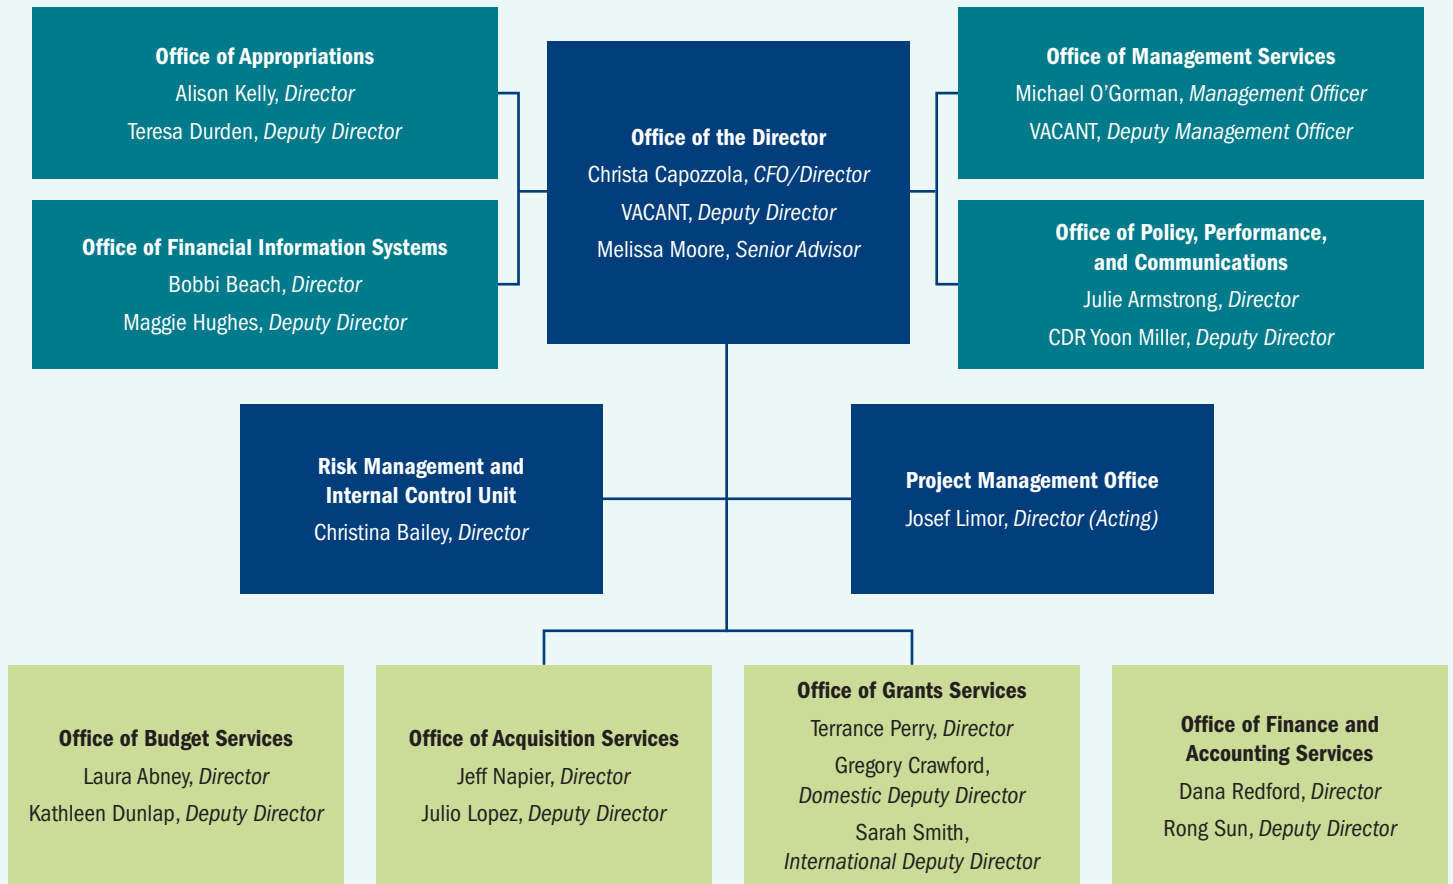 Office of Appropriations
Alison Kelly, Director
Teresa Durden, Deputy Director
Office of Financial Information Systems
Bobbi Beach, Director
Maggie Hughes, Deputy Director
Office of the Director
Christa Capozzola, CFO/Director
VACANT, Deputy Director
Melissa Moore, Senior Advisor
Office of Management Services
Michael O’Gorman, Management Officer
VACANT, Deputy Management Officer
Office of Policy, Performance,
and Communications
Julie Armstrong, Director
CDR Yoon Miller, Deputy Director
Risk Management and
Internal Control Unit
Christina Bailey, Director
Project Management Office
Josef Limor, Director (Acting)
Office of Budget Services
Laura Abney, Director
Kathleen Dunlap, Deputy Director
Office of Acquisition Services
Jeff Napier, Director
Julio Lopez, Deputy Director
Office of Grants Services
Terrance Perry, Director
Gregory Crawford,
Domestic Deputy Director
Sarah Smith,
International Deputy Director
Office of Finance and
Accounting Services
Dana Redford, Director
Rong Sun, Deputy Director